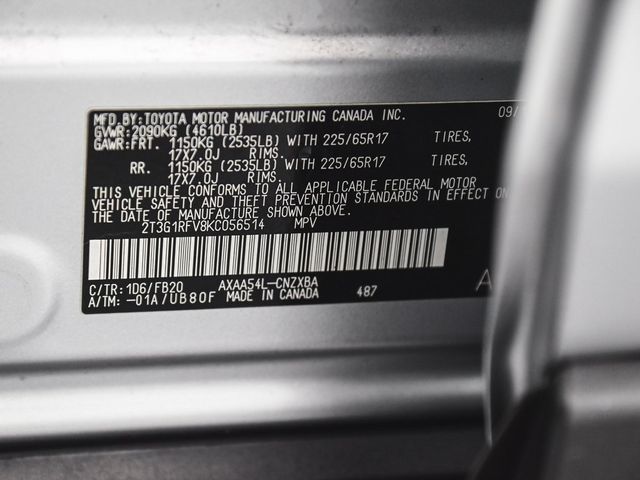 MFD.BY:TOYOTA MOTOR MANUFACTURING CANADA INC. 09/
GVWR:2090KG (4610LB)
GAWR:FRT. 1150KG (2535LB) WITH 225/65R17 TIRES,
17X7.0J RIMS.
RR. 1150KG (2535LB) WITH 225/65R17 TIRES,
17X7.0J RIMS.
THIS VEHICLE CONFORMS TO ALL APPLICABLE FEDERAL MOTOR
VEHICLE SAFETY AND THEFT PREVENTION STANDARDS IN EFFECT ON
THE DATE OF MANUFACTURE SHOWN ABOVE.
2T3G1RFV8KC056514 MPV
C/TR:1D6/FB20 AXAA54L-CNZXBA
A/TM:-01A/UB80F MADE IN CANADA 487
A